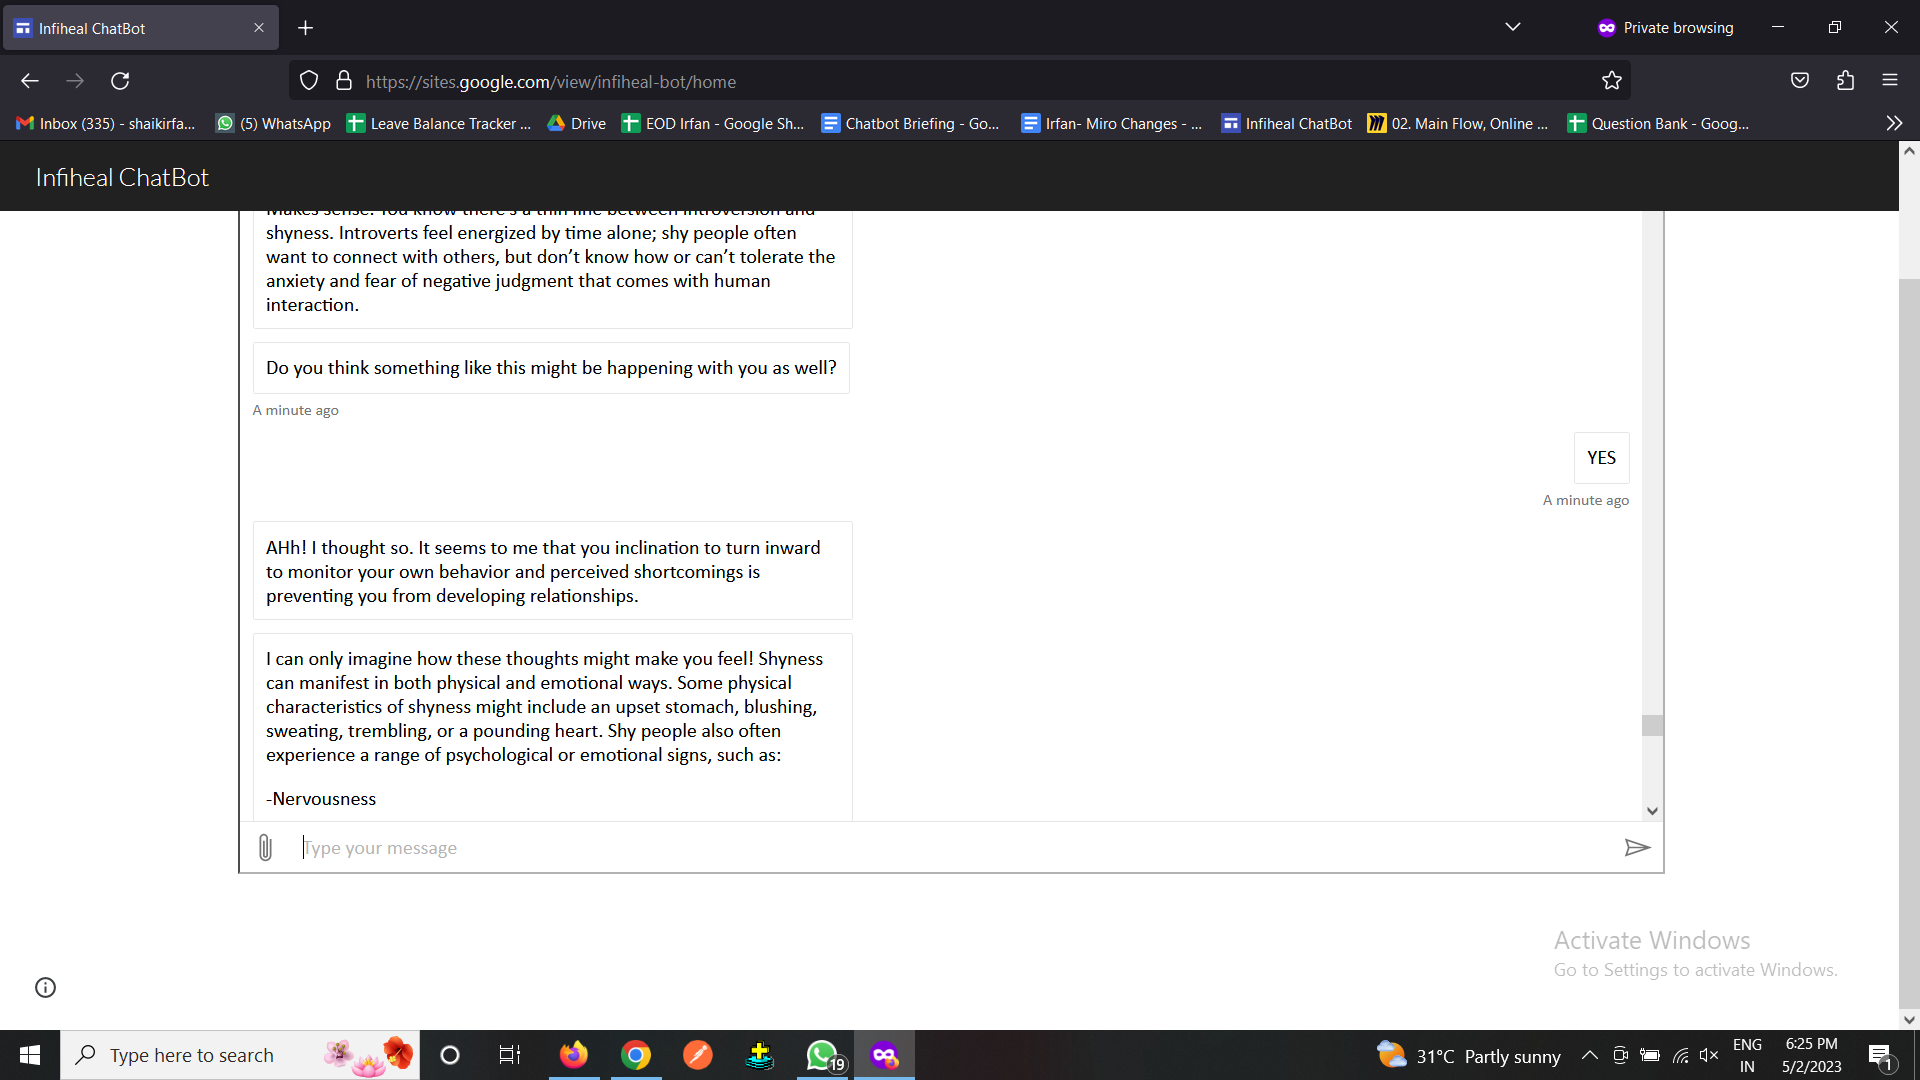 Infiheal ChatBot
Private browsing
https://sites.google.com/view/infiheal-bot/home
Inbox (335) - shaikirfa...
(5) WhatsApp
Leave Balance Tracker ...
Drive
EOD Irfan - Google Sh...
Chatbot Briefing - Go...
Irfan- Miro Changes - ...
Infiheal ChatBot
02. Main Flow, Online ...
Question Bank - Goog...
Infiheal ChatBot
Makes sense. You know there's a thin line between introversion and
shyness. Introverts feel energized by time alone; shy people often
want to connect with others, but don’t know how or can’t tolerate the
anxiety and fear of negative judgment that comes with human
interaction.
Do you think something like this might be happening with you as well?
A minute ago
YES
A minute ago
AHh! I thought so. It seems to me that you inclination to turn inward
to monitor your own behavior and perceived shortcomings is
preventing you from developing relationships.
I can only imagine how these thoughts might make you feel! Shyness
can manifest in both physical and emotional ways. Some physical
characteristics of shyness might include an upset stomach, blushing,
sweating, trembling, or a pounding heart. Shy people also often
experience a range of psychological or emotional signs, such as:
-Nervousness
Type your message
Activate Windows
Go to Settings to activate Windows.
Type here to search
19
31°C Partly sunny
ENG
IN
6:25 PM
5/2/2023
1